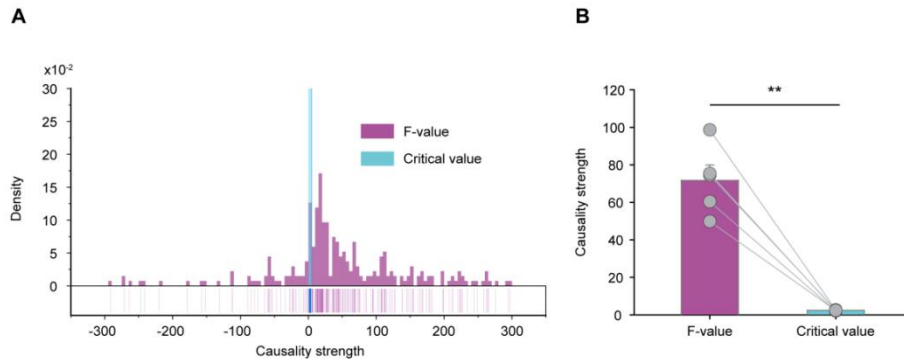 A
x10-2
30
25
20
15
10
5
0
Density
F-value
Critical value
-300 -200 -100 0 100 200 300
Causality strength
B
120
100
80
60
40
20
0
Causality strength
**
F-value Critical value